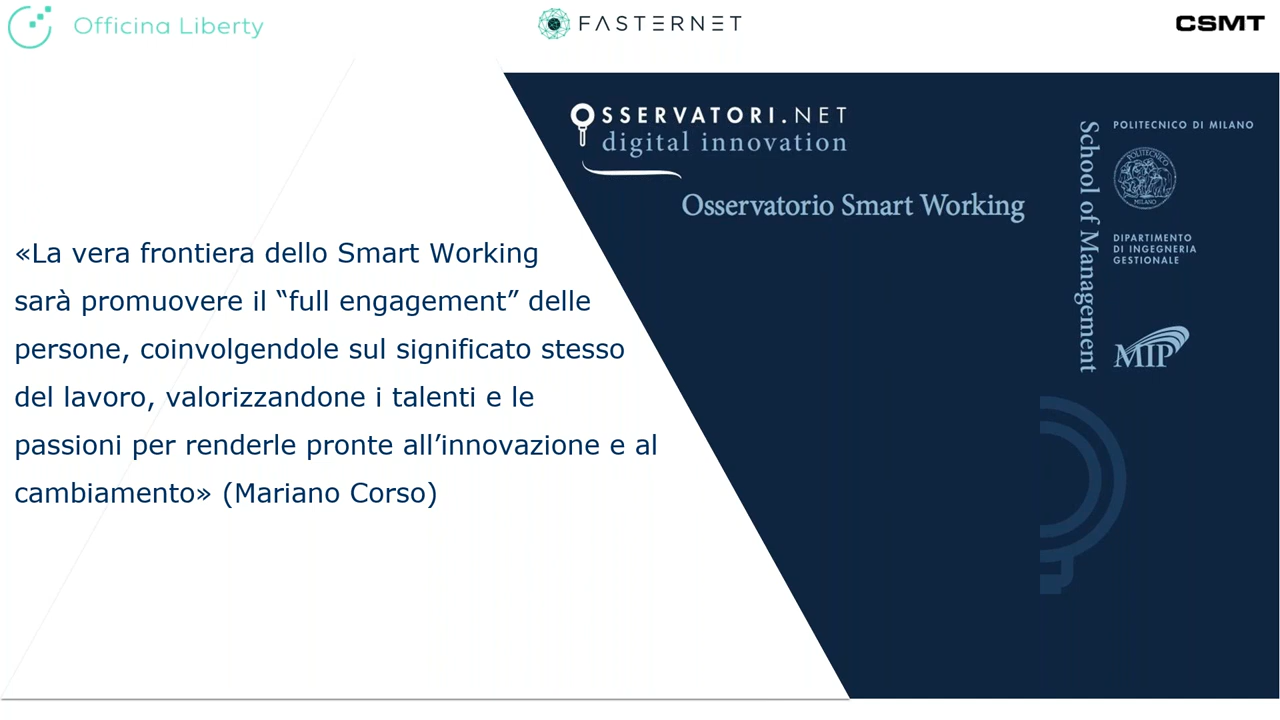 Officina Liberty
FASTERNET
CSMT
OSSERVATORI.NET
digital innovation
Osservatorio Smart Working
School of Management
POLITECNICO DI MILANO
POLITECNICO
MILANO
DIPARTIMENTO
DI INGEGNERIA
GESTIONALE
MIP
«La vera frontiera dello Smart Working
sarà promuovere il “full engagement” delle
persone, coinvolgendole sul significato stesso
del lavoro, valorizzandone i talenti e le
passioni per renderle pronte all’innovazione e al
cambiamento» (Mariano Corso)